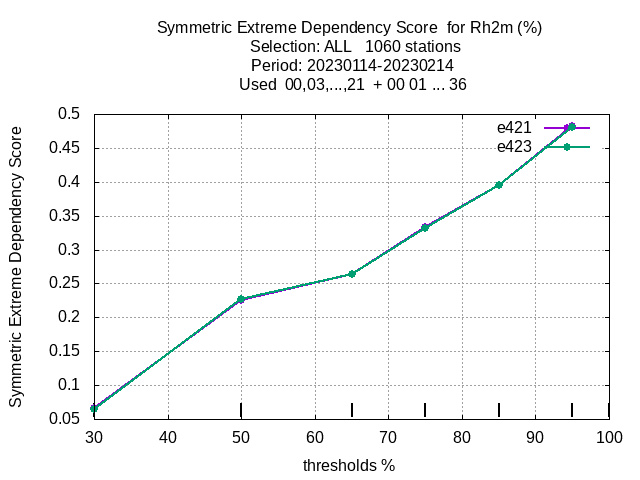 Symmetric Extreme Dependency Score  for Rh2m (%)
Selection: ALL   1060 stations
Period: 20230114-20230214
Used  00,03,...,21  + 00 01 ... 36
Symmetric Extreme Dependency Score
0.5
0.45
0.4
0.35
0.3
0.25
0.2
0.15
0.1
0.05
e421
e423
30 40 50 60 70 80 90 100
thresholds %